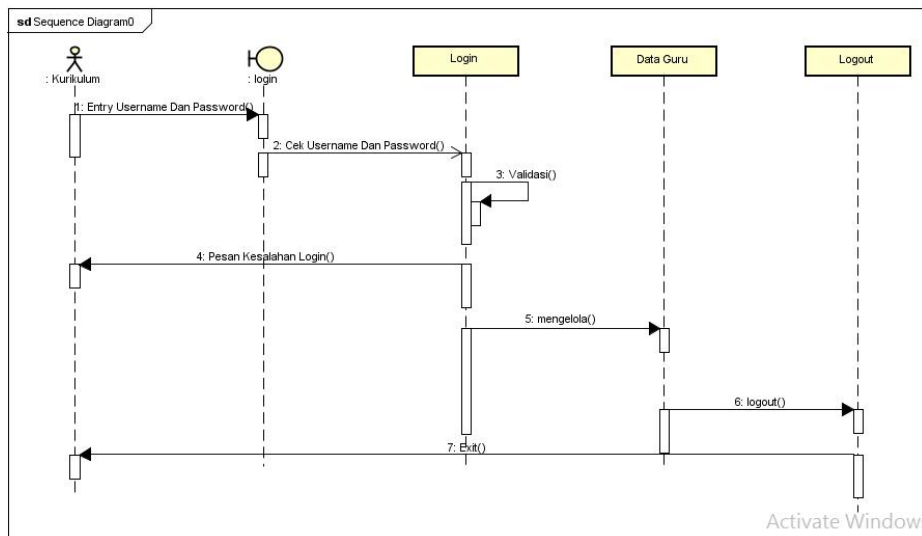 sd Sequence Diagram0
: Kurikulum
: login
Login
Data Guru
Logout
1: Entry Username Dan Password()
2: Cek Username Dan Password()
3: Validasi()
4: Pesan Kesalahan Login()
5: mengelola()
6: logout()
7: Exit()
Activate Window